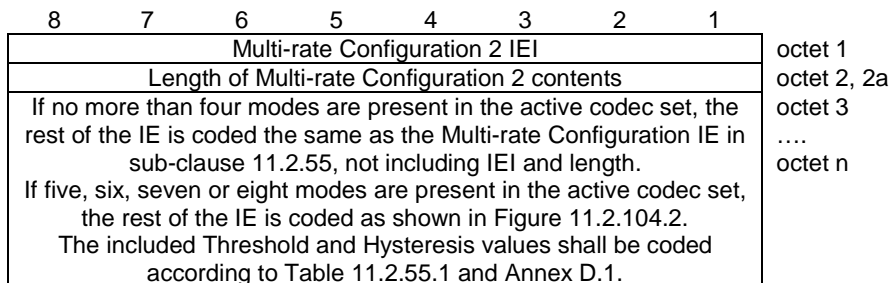 8 7 6 5 4 3 2 1
Multi-rate Configuration 2 IEI octet 1
Length of Multi-rate Configuration 2 contents octet 2, 2a
If no more than four modes are present in the active codec set, the octet 3
rest of the IE is coded the same as the Multi-rate Configuration IE in ….
sub-clause 11.2.55, not including IEI and length. octet n
If five, six, seven or eight modes are present in the active codec set,
the rest of the IE is coded as shown in Figure 11.2.104.2.
The included Threshold and Hysteresis values shall be coded
according to Table 11.2.55.1 and Annex D.1.